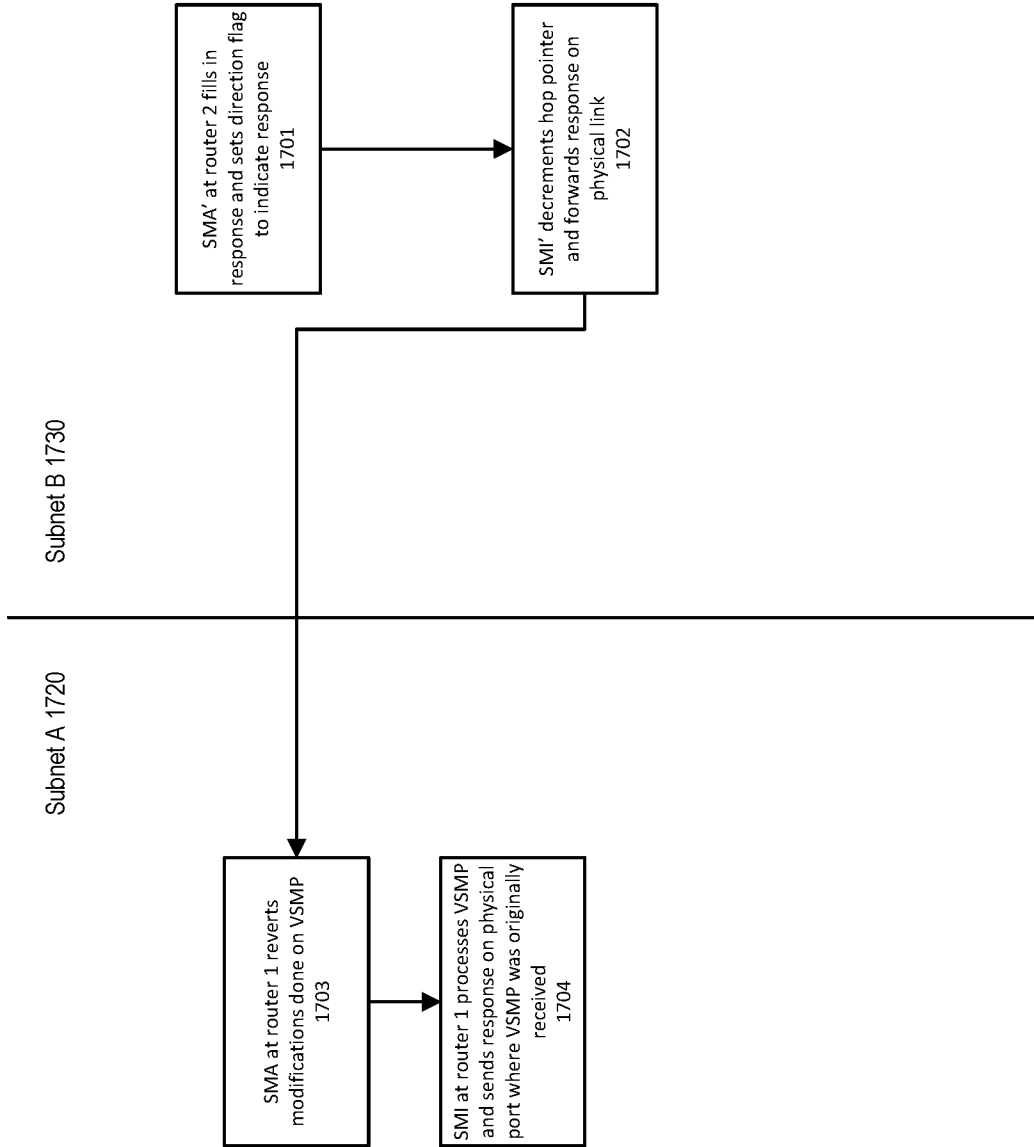 Subnet A 1720
Subnet B 1730
SMA’ at router 2 fills in
response and sets direction flag
to indicate response
1701
SMI’ decrements hop pointer
and forwards response on
physical link
1702
SMA at router 1 reverts
modifications done on VSMP
1703
SMI at router 1 processes VSMP
and sends response on physical
port where VSMP was originally
received
1704